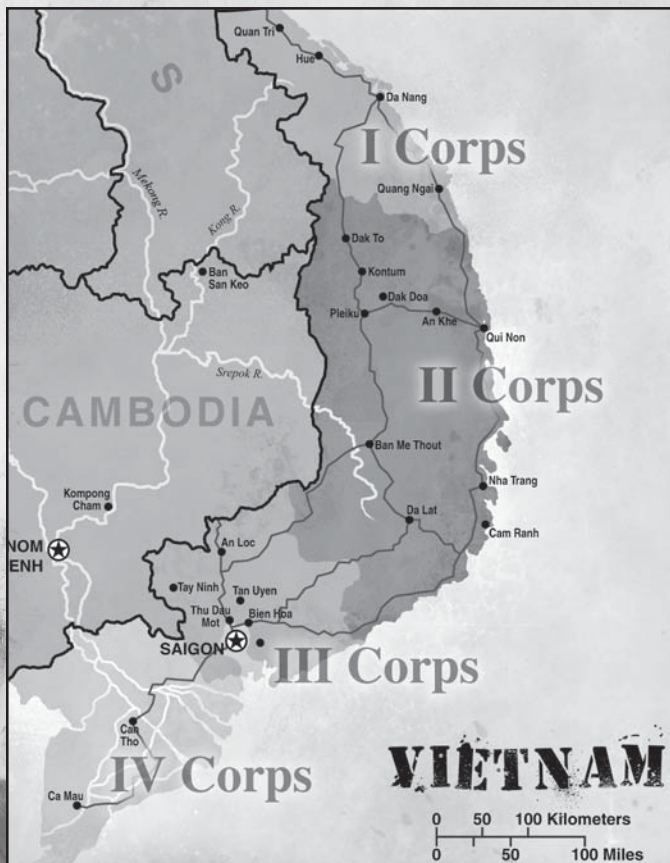 Quan Tri
Hue
Da Nang
S
I Corps
Mekong R.
Kong R.
Quang Ngai
Dak To
Ban
San Keo
Kontum
Dak Doa
Pleiku
An Khe
Qui Non
Srepok R.
II Corps
CAMBODIA
Ban Me Thout
Kompong
Cham
Nha Trang
Da Lat
Cam Ranh
NOM
ENH
An Loc
Tay Ninh
Tan Uyen
Thu Dau
Mot
Bien Hoa
SAIGON
III Corps
Can
Tho
IV Corps
Ca Mau
VIETNAM
0 50 100 Kilometers
0 50 100 Miles